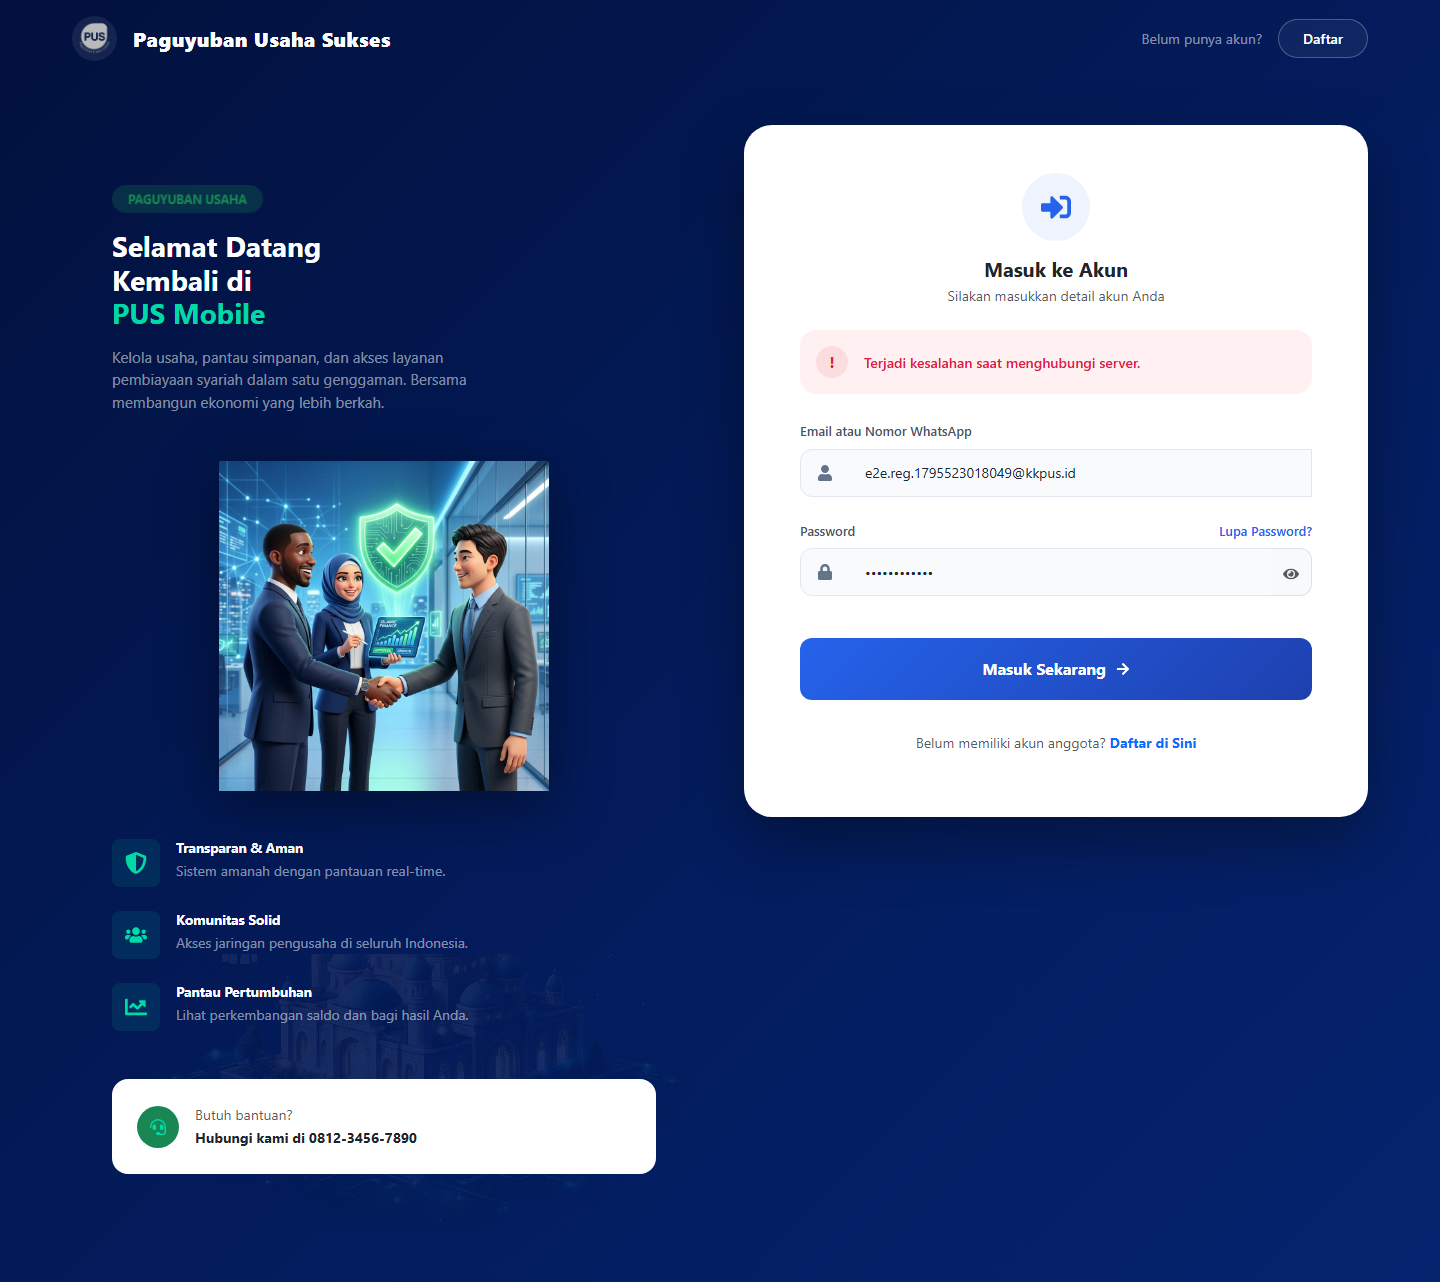 PUS
Paguyuban Usaha Sukses
Belum punya akun?
Daftar
PAGUYUBAN USAHA
Selamat Datang
Kembali di
PUS Mobile
Kelola usaha, pantau simpanan, dan akses layanan
pembiayaan syariah dalam satu genggaman. Bersama
membangun ekonomi yang lebih berkah.
ISLAMIC
FINANCE
Transparan & Aman
Sistem amanah dengan pantauan real-time.
Komunitas Solid
Akses jaringan pengusaha di seluruh Indonesia.
Pantau Pertumbuhan
Lihat perkembangan saldo dan bagi hasil Anda.
Butuh bantuan?
Hubungi kami di 0812-3456-7890
Masuk ke Akun
Silakan masukkan detail akun Anda
! Terjadi kesalahan saat menghubungi server.
Email atau Nomor WhatsApp
e2e.reg.1795523018049@kkpus.id
Password
Lupa Password?
••••••••••••
Masuk Sekarang →
Belum memiliki akun anggota? Daftar di Sini